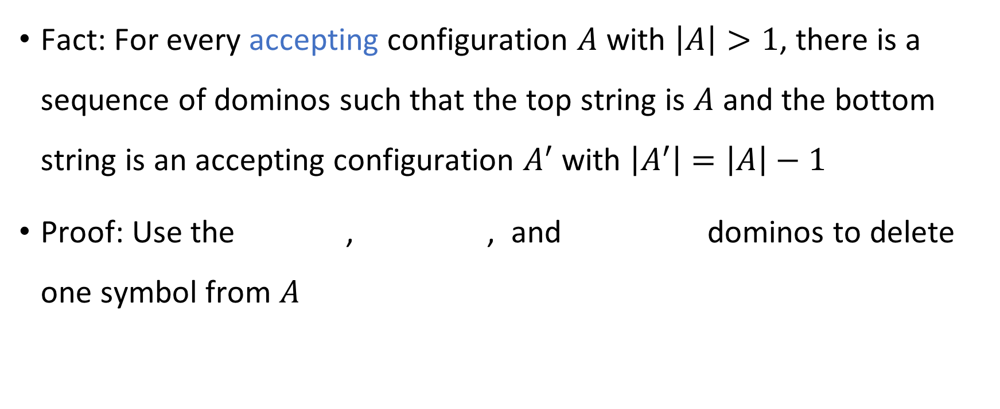 • Fact: For every accepting configuration 𝐴 with |𝐴| > 1, there is a
sequence of dominos such that the top string is 𝐴 and the bottom
string is an accepting configuration 𝐴′ with |𝐴′| = |𝐴| − 1
• Proof: Use the , , and dominos to delete
one symbol from 𝐴